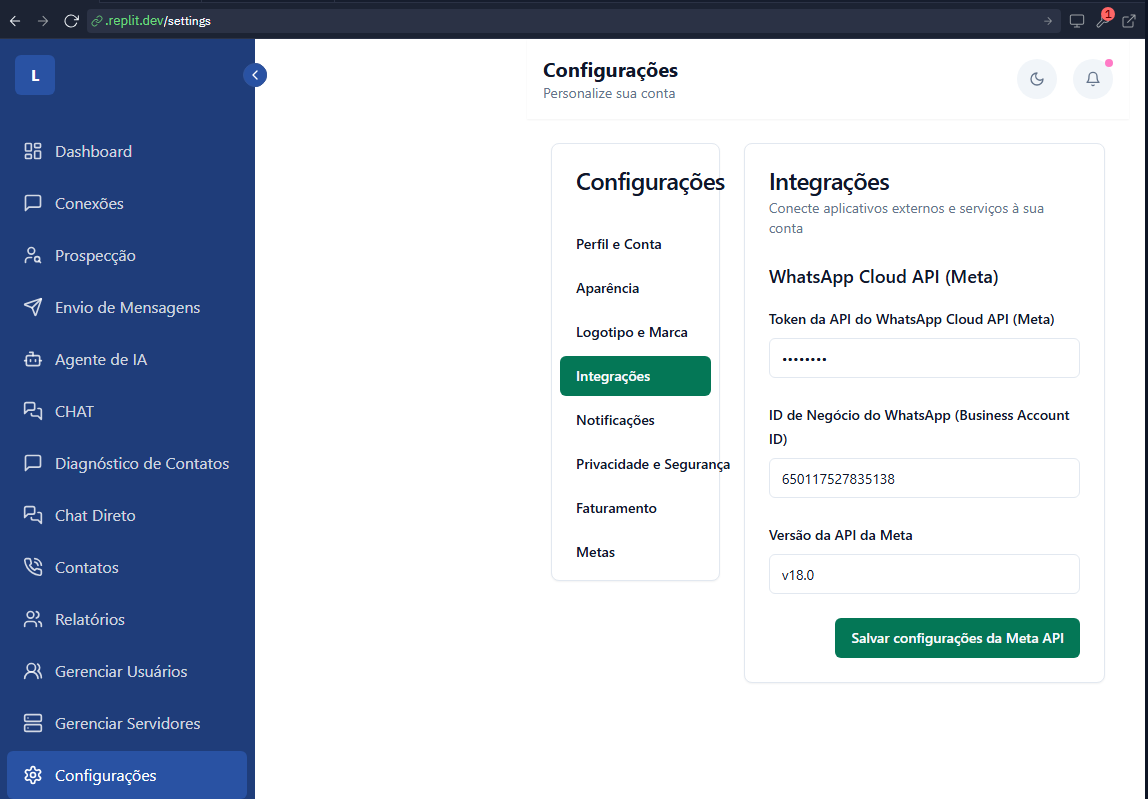 .replit.dev/settings
1
L
Dashboard
Conexões
Prospecção
Envio de Mensagens
Agente de IA
CHAT
Diagnóstico de Contatos
Chat Direto
Contatos
Relatórios
Gerenciar Usuários
Gerenciar Servidores
Configurações
Configurações
Personalize sua conta
Configurações
Perfil e Conta
Aparência
Logotipo e Marca
Integrações
Notificações
Privacidade e Segurança
Faturamento
Metas
Integrações
Conecte aplicativos externos e serviços à sua
conta
WhatsApp Cloud API (Meta)
Token da API do WhatsApp Cloud API (Meta)
••••••••
ID de Negócio do WhatsApp (Business Account
ID)
650117527835138
Versão da API da Meta
v18.0
Salvar configurações da Meta API